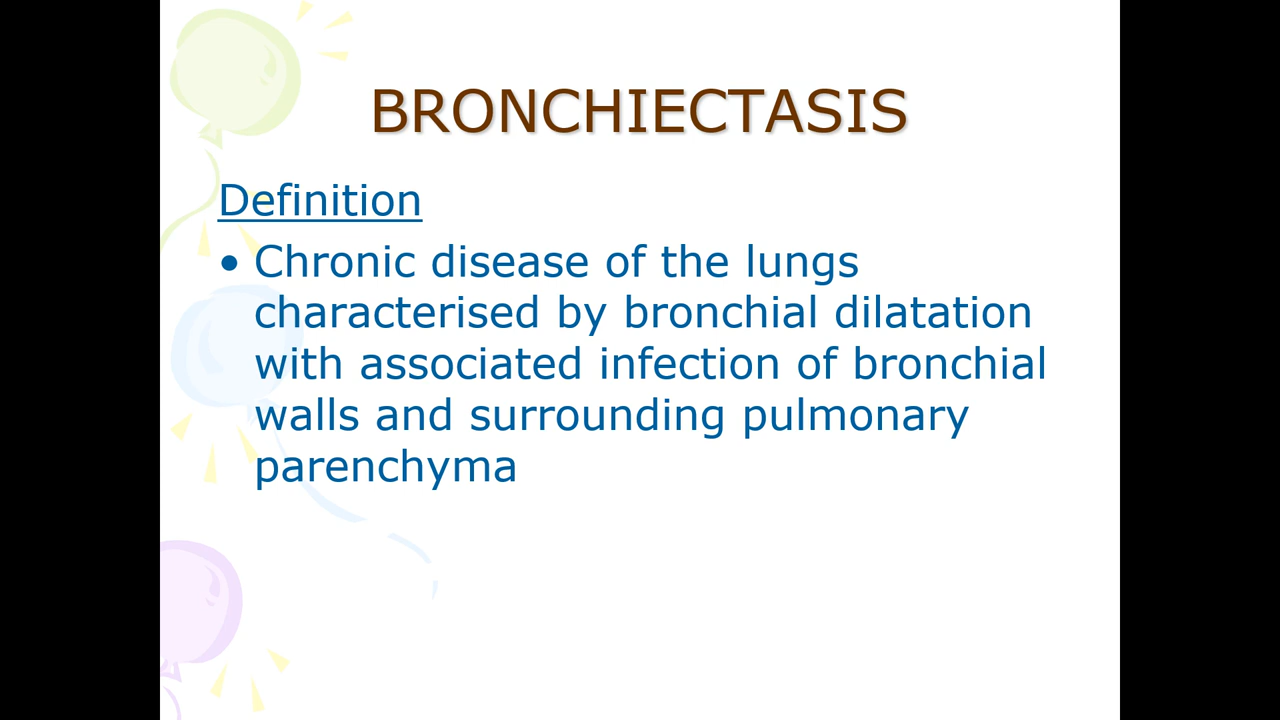 BRONCHIECTASIS
Definition
• Chronic disease of the lungs
characterised by bronchial dilatation
with associated infection of bronchial
walls and surrounding pulmonary
parenchyma